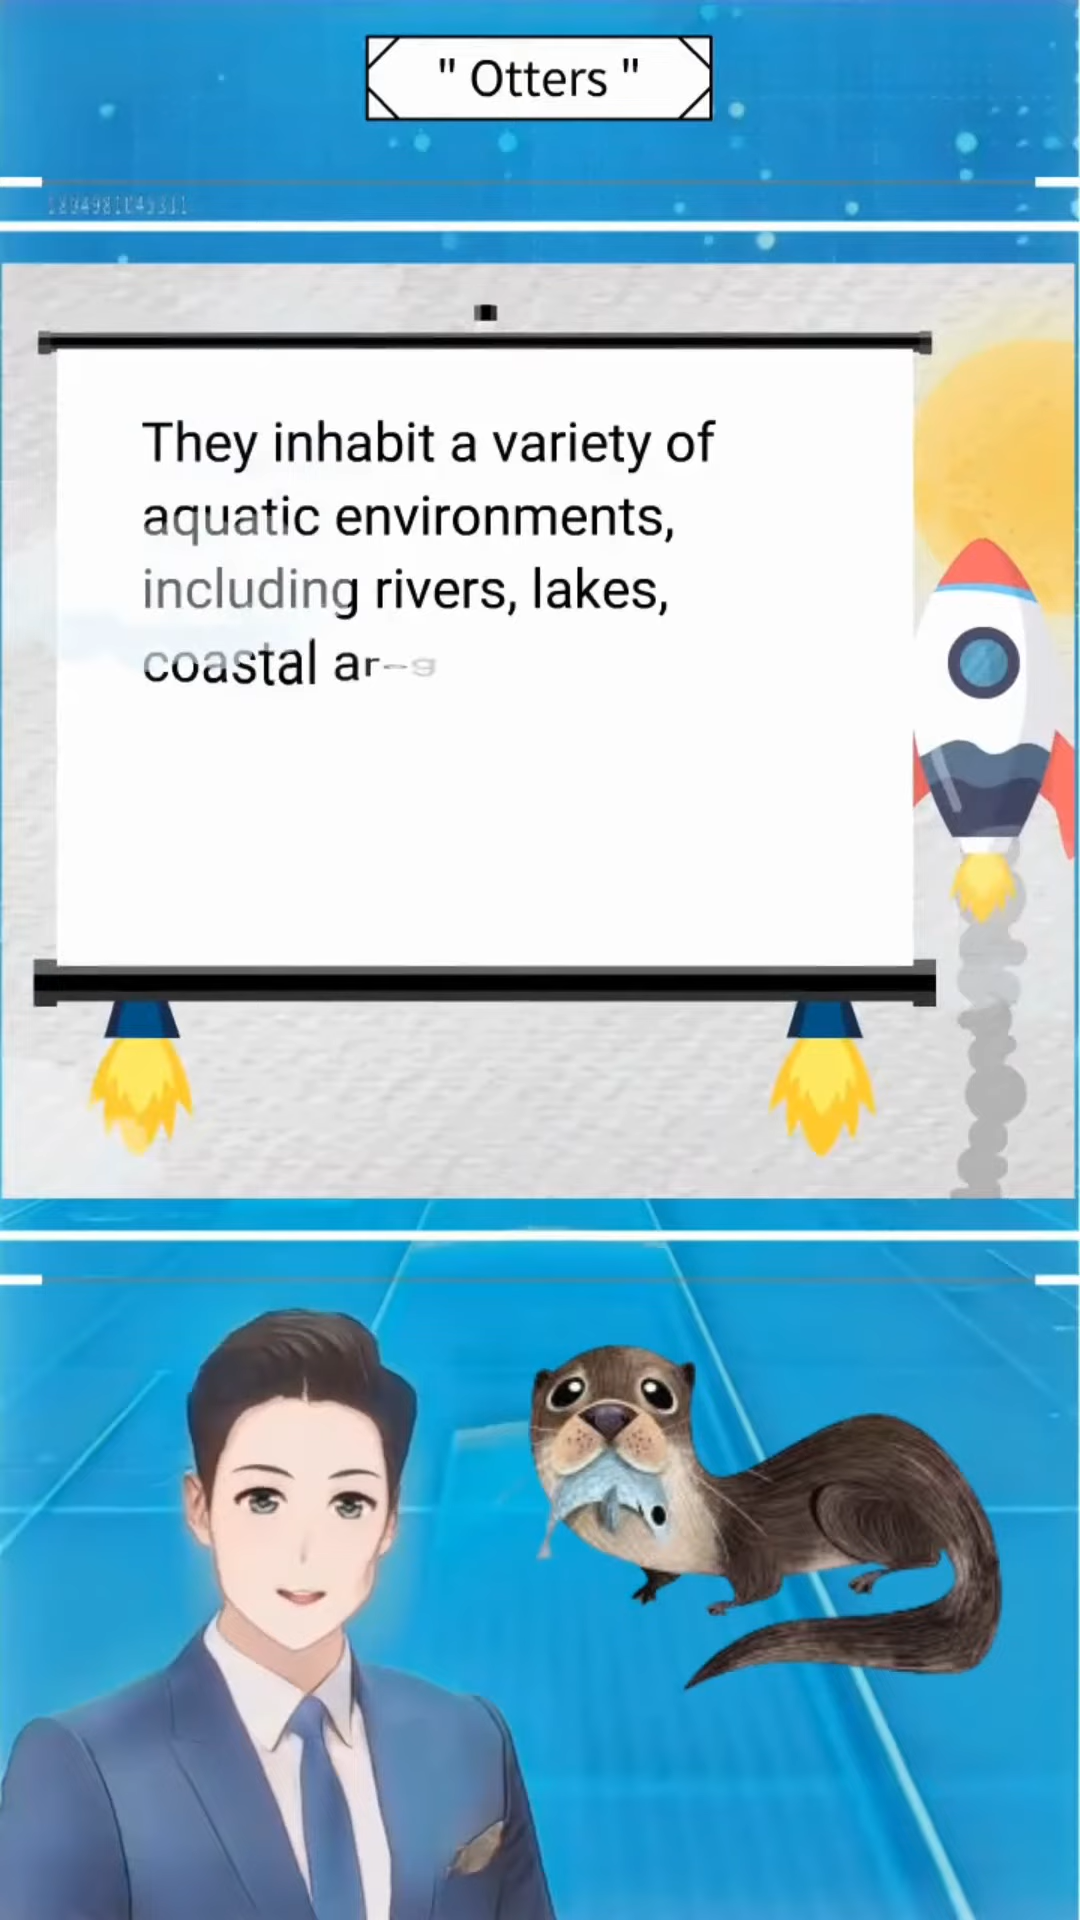 " Otters "
They inhabit a variety of
aquatic environments,
including rivers, lakes,
coastal